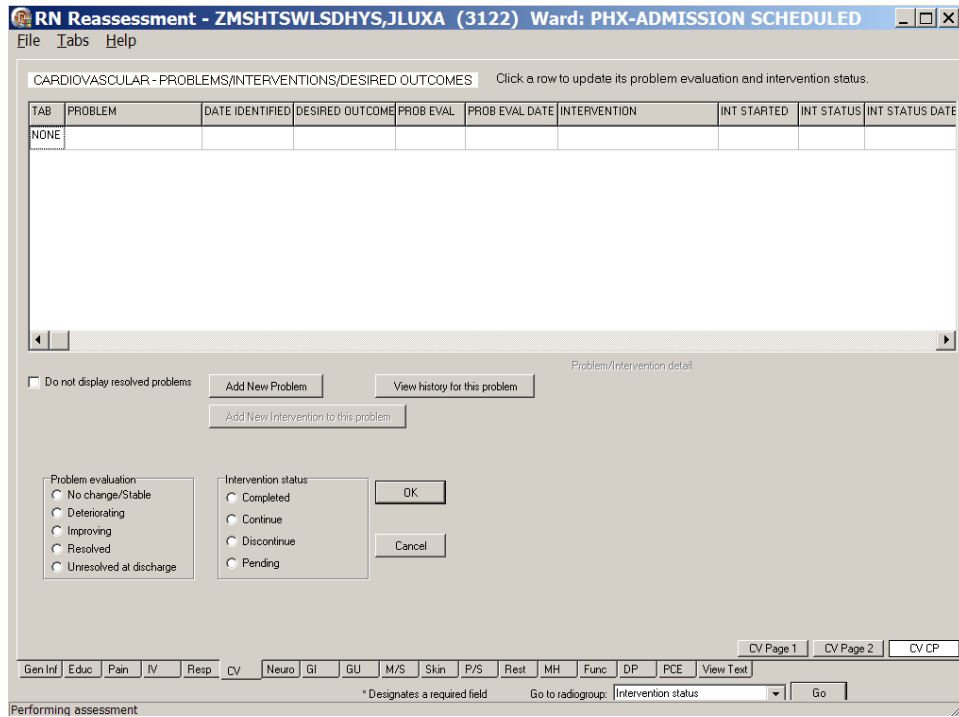 RN Reassessment - ZMSHTSWLSDHYS,JLUXA (3122) Ward: PHX-ADMISSION SCHEDULED
File Tabs Help
CARDIOVASCULAR - PROBLEMS/INTERVENTIONS/DESIRED OUTCOMES Click a row to update its problem evaluation and intervention status.
TAB PROBLEM DATE IDENTIFIED DESIRED OUTCOME PROB EVAL PROB EVAL DATE INTERVENTION INT STARTED INT STATUS INT STATUS DATE
NONE
Problem/Intervention detail
Do not display resolved problems Add New Problem View history for this problem
Add New Intervention to this problem
Problem evaluation Intervention status
No change/Stable Completed OK
Deteriorating Continue
Improving Discontinue Cancel
Resolved Pending
Unresolved at discharge
CV Page 1 CV Page 2 CV CP
Gen Inf Educ Pain IV Resp CV Neuro GI GU M/S Skin P/S Rest MH Func DP PCE View Text
* Designates a required field Go to radiogroup: Intervention status Go
Performing assessment